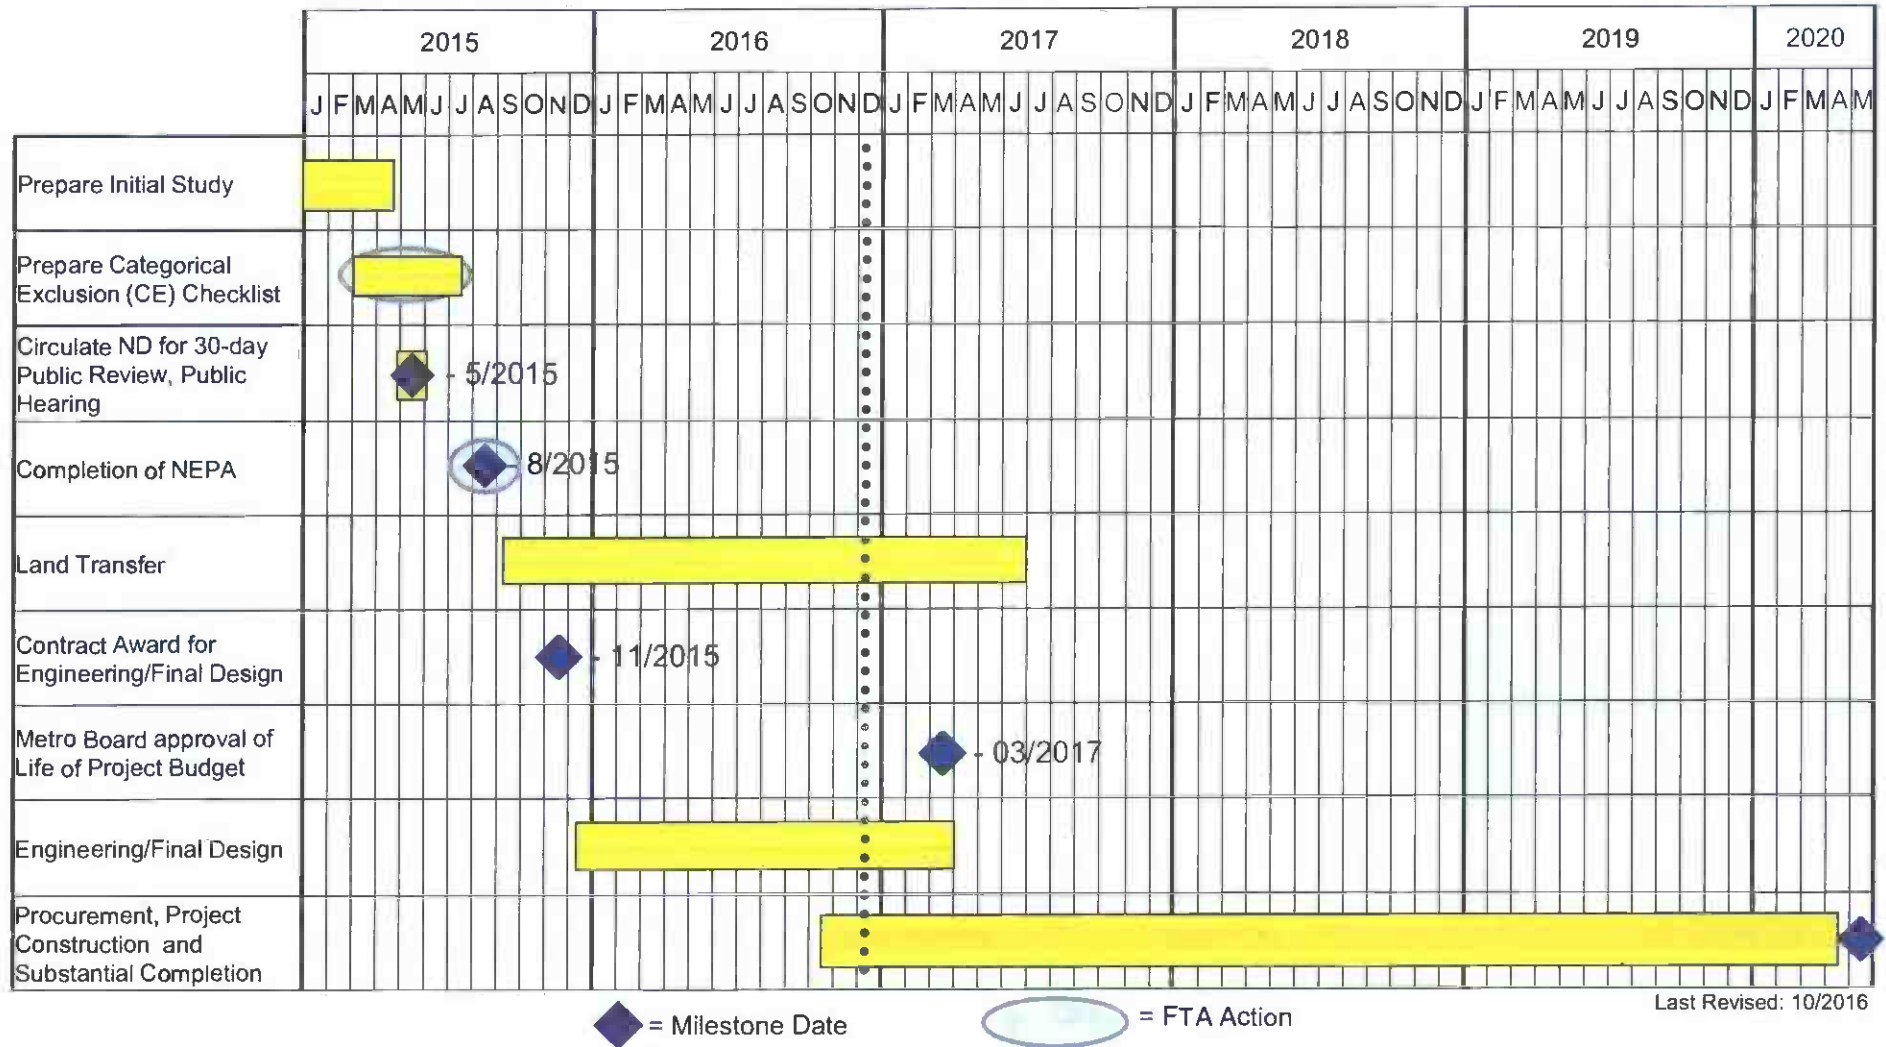 2015 2016 2017 2018 2019 2020
J F M A M J J A S O N D J F M A M J J A S O N D J F M A M J J A S O N D J F M A M J J A S O N D J F M A M J J A S O N D J F M A M
Prepare Initial Study
Prepare Categorical
Exclusion (CE) Checklist
Circulate ND for 30-day
Public Review, Public
Hearing
- 5/2015
Completion of NEPA
- 8/2015
Land Transfer
Contract Award for
Engineering/Final Design
- 11/2015
Metro Board approval of
Life of Project Budget
- 03/2017
Engineering/Final Design
Procurement, Project
Construction and
Substantial Completion
= Milestone Date
= FTA Action
Last Revised: 10/2016